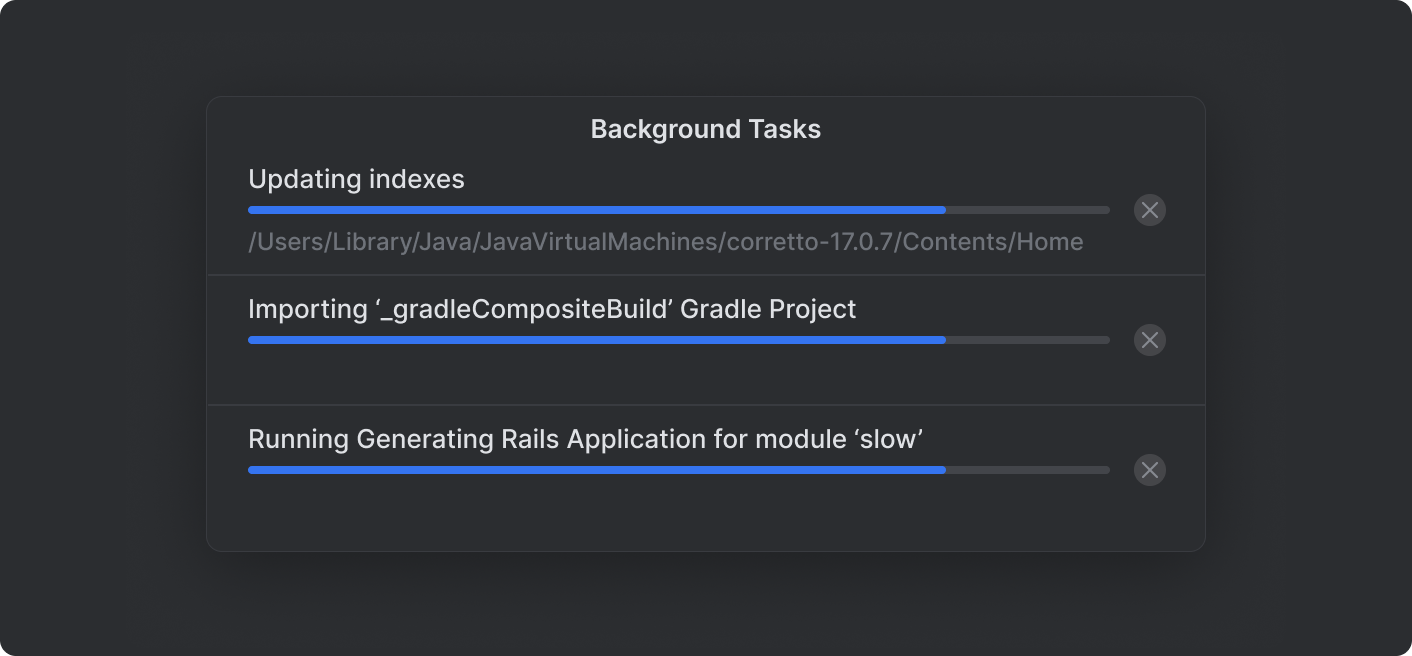 Background Tasks
Updating indexes
/Users/Library/Java/JavaVirtualMachines/corretto-17.0.7/Contents/Home
Importing ‘_gradleCompositeBuild’ Gradle Project
Running Generating Rails Application for module ‘slow’